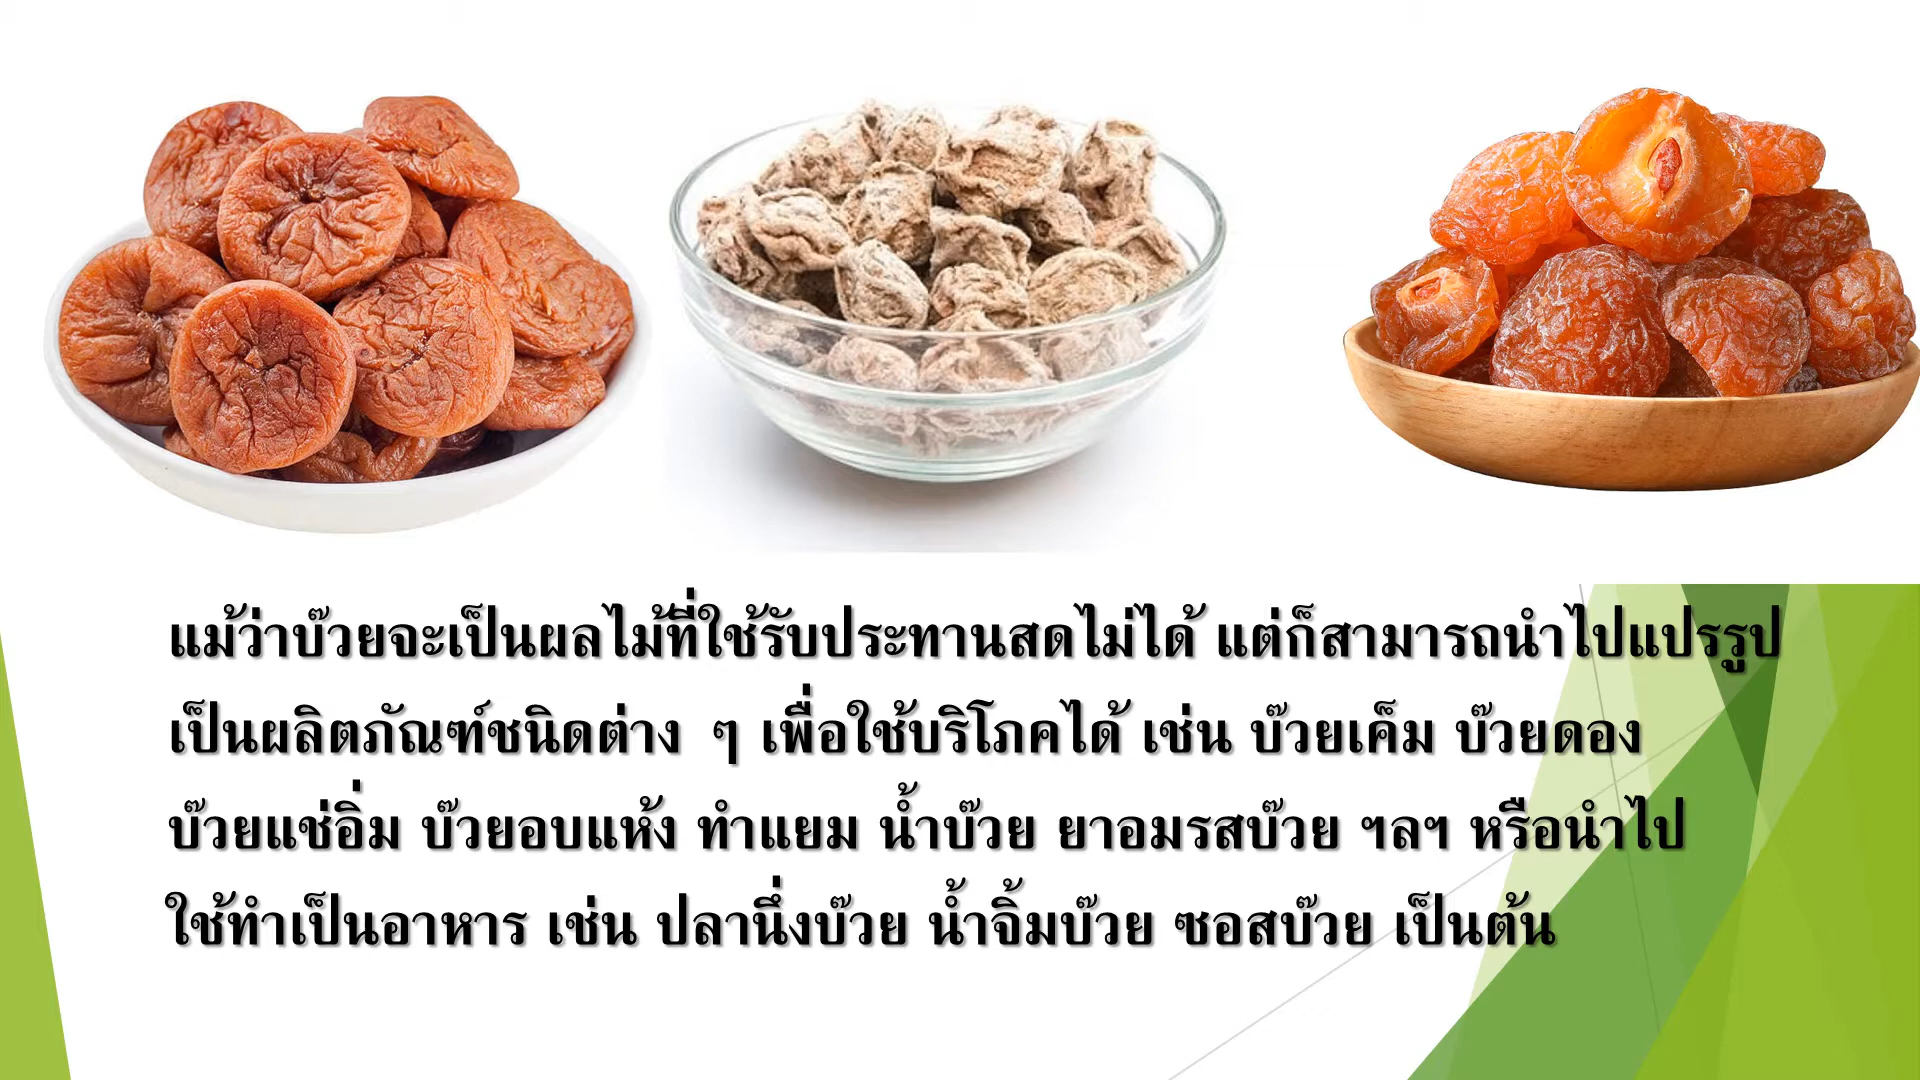 แม้ว่าบ๊วยจะเป็นผลไม้ที่ใช้รับประทานสดไม่ได้ แต่ก็สามารถนำไปแปรรูป
เป็นผลิตภัณฑ์ชนิดต่าง ๆ เพื่อใช้บริโภคได้ เช่น บ๊วยเค็ม บ๊วยดอง
บ๊วยแช่อิ่ม บ๊วยอบแห้ง ทำแยม น้ำบ๊วย ยาอมรสบ๊วย ฯลฯ หรือนำไป
ใช้ทำเป็นอาหาร เช่น ปลานึ่งบ๊วย น้ำจิ้มบ๊วย ซอสบ๊วย เป็นต้น